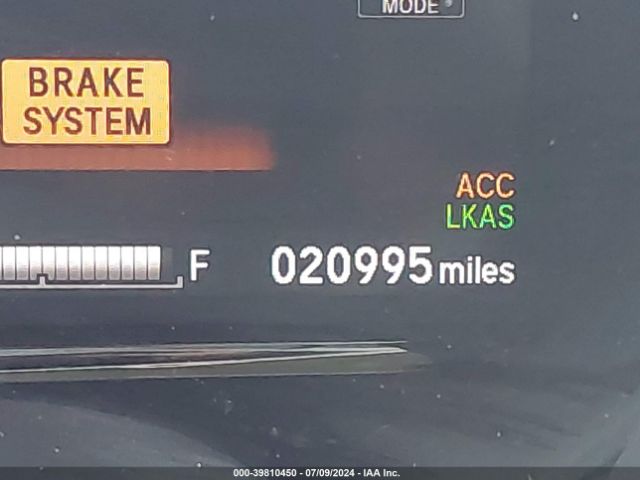 MODE
BRAKE
SYSTEM
ACC
LKAS
F
020995 miles
000-39810450 - 07/09/2024 - IAA Inc.